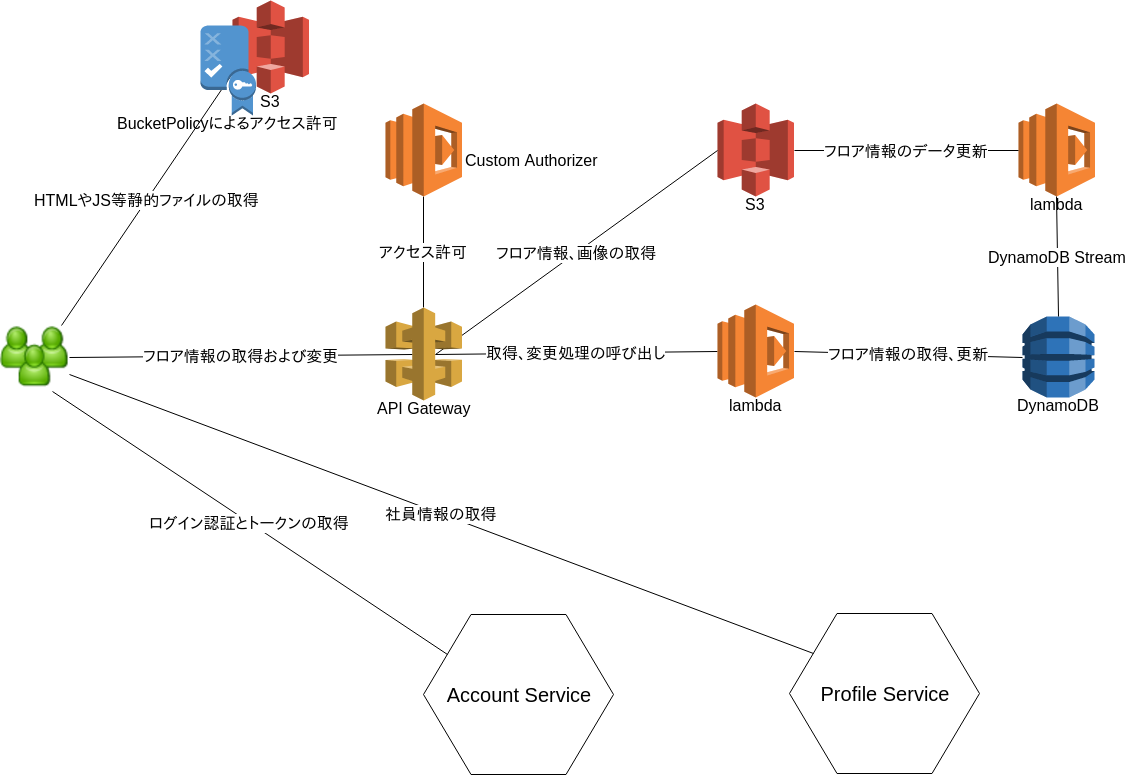 S3
BucketPolicyによるアクセス許可
Custom Authorizer
フロア情報のデータ更新
HTMLやJS等静的ファイルの取得
S3
lambda
アクセス許可
フロア情報、画像の取得
DynamoDB Stream
フロア情報の取得および変更
取得、変更処理の呼び出し
フロア情報の取得、更新
API Gateway
lambda
DynamoDB
ログイン認証とトークンの取得
社員情報の取得
Account Service
Profile Service